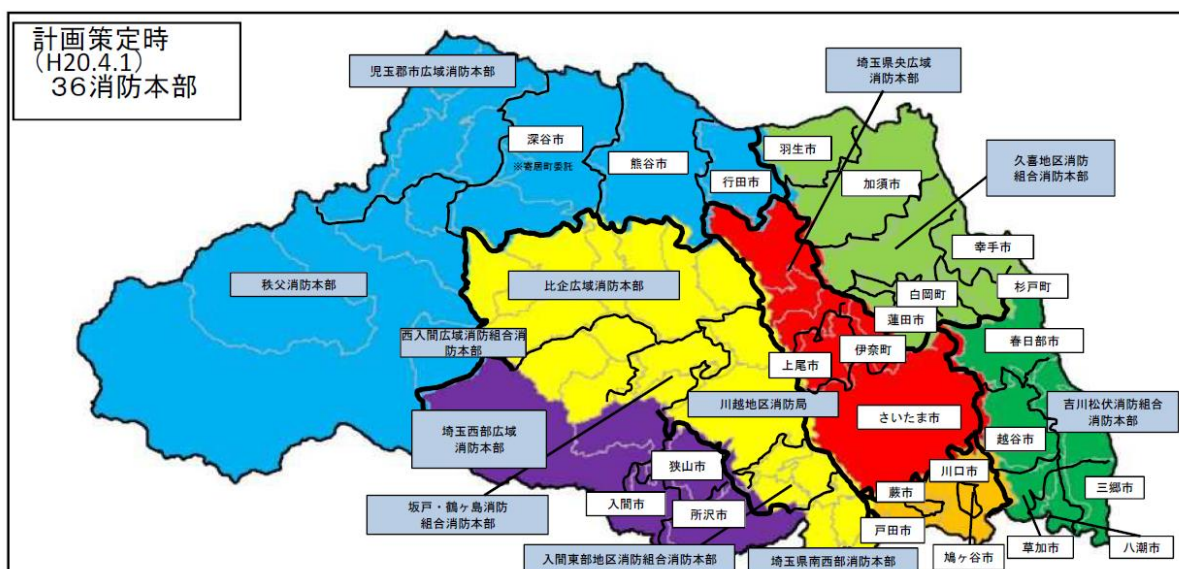 計画策定時
(H20.4.1)
36消防本部
児玉郡市広域消防本部
埼玉県央広域
消防本部
深谷市
※寄居町委託
熊谷市
行田市
羽生市
加須市
久喜地区消防
組合消防本部
幸手市
秩父消防本部
比企広域消防本部
白岡町
杉戸町
蓮田市
西入間広域消防組合消
防本部
上尾市
伊奈町
春日部市
川越地区消防局
さいたま市
吉川松伏消防組合
消防本部
埼玉西部広域
消防本部
越谷市
狭山市
川口市
坂戸・鶴ヶ島消防
組合消防本部
入間市
所沢市
蕨市
三郷市
戸田市
入間東部地区消防組合消防本部
埼玉県南西部消防本部
鳩ヶ谷市
草加市
八潮市